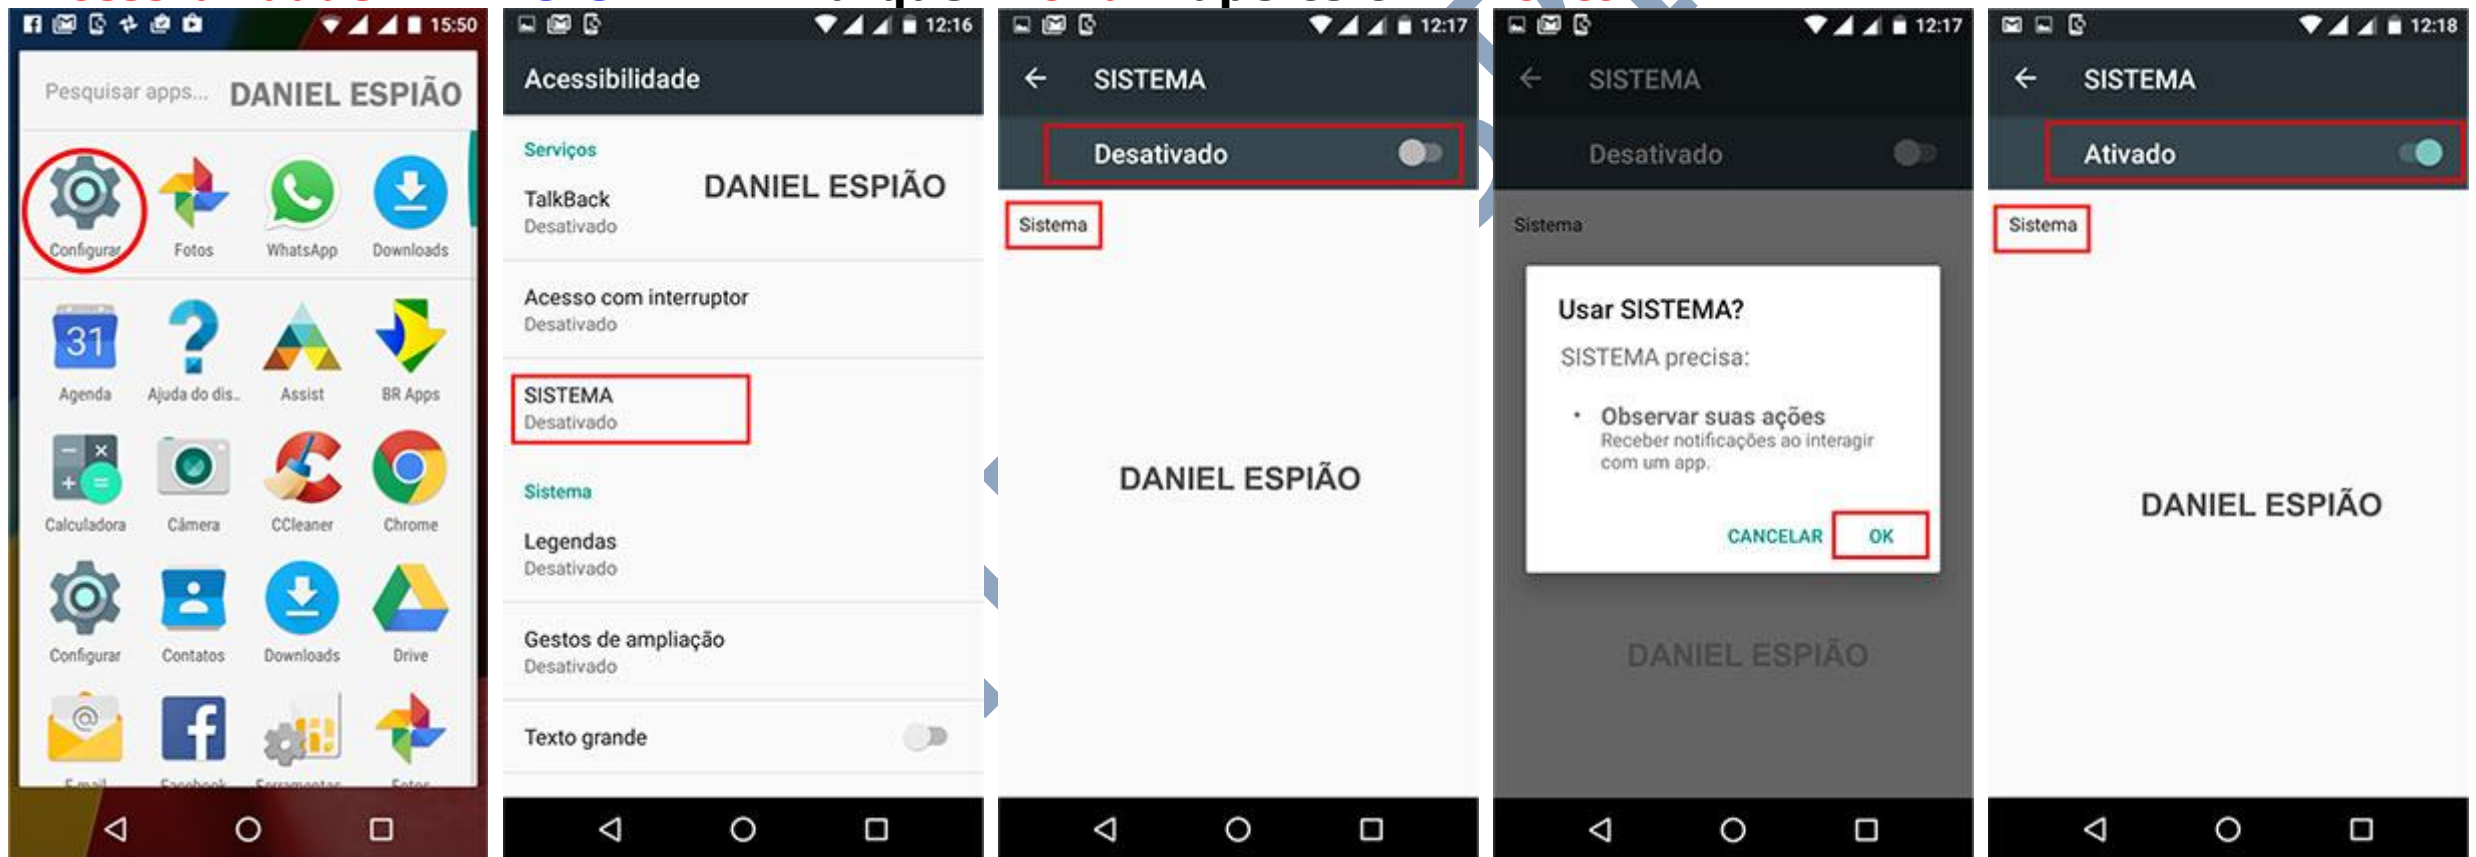 15:50
Pesquisar apps... DANIEL ESPIÃO
Configurar Fotos WhatsApp Downloads
31
Agenda Ajuda do dis... Assist BR Apps
Calculadora Câmera CCleaner Chrome
Configurar Contatos Downloads Drive
E-mail Facebook Ferramentas Fotos
12:16
Acessibilidade
Serviços
TalkBack
Desativado
DANIEL ESPIÃO
Acesso com interruptor
Desativado
SISTEMA
Desativado
Sistema
Legendas
Desativado
Gestos de ampliação
Desativado
Texto grande
12:17
SISTEMA
Desativado
Sistema
DANIEL ESPIÃO
12:17
SISTEMA
Desativado
Sistema
Usar SISTEMA?
SISTEMA precisa:
• Observar suas ações
Receber notificações ao interagir
com um app.
CANCELAR OK
DANIEL ESPIÃO
12:18
SISTEMA
Ativado
Sistema
DANIEL ESPIÃO